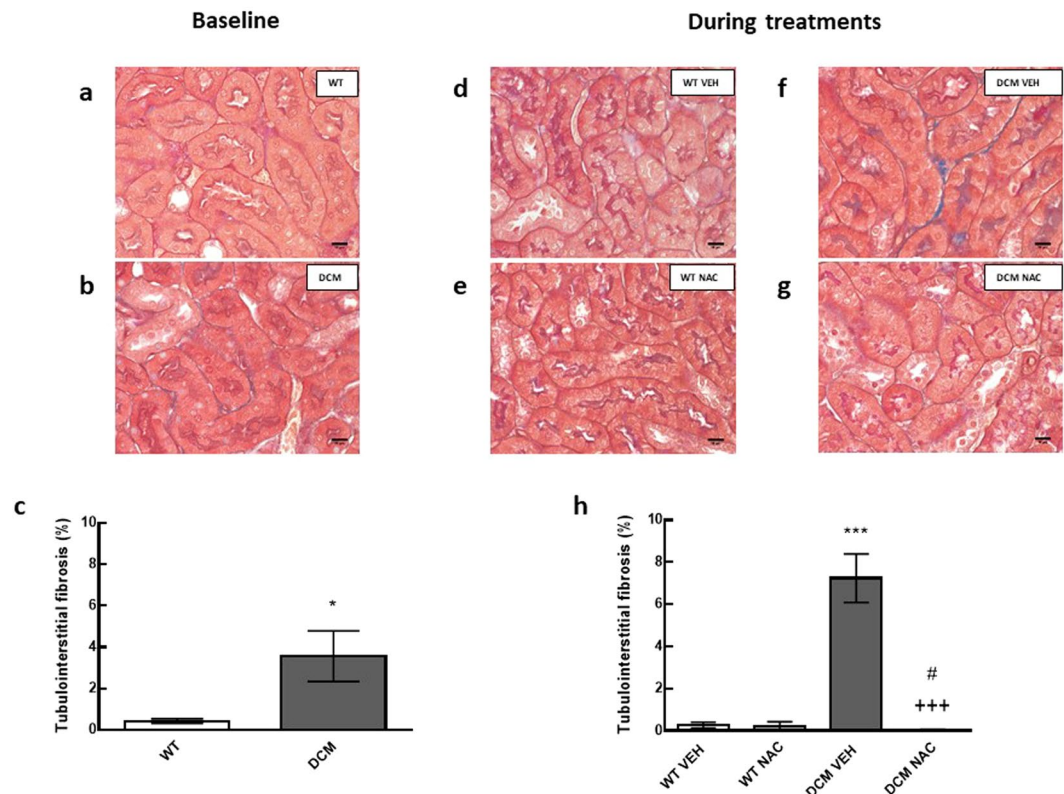 Baseline
During treatments
a
WT
d
WT VEH
f
DCM VEH
b
DCM
e
WT NAC
g
DCM NAC
c
Tubulointerstitial fibrosis (%)
10
8
6
4
2
0
*
WT
DCM
h
Tubulointerstitial fibrosis (%)
10
8
6
4
2
0
***
#
+++
WT VEH
WT NAC
DCM VEH
DCM NAC